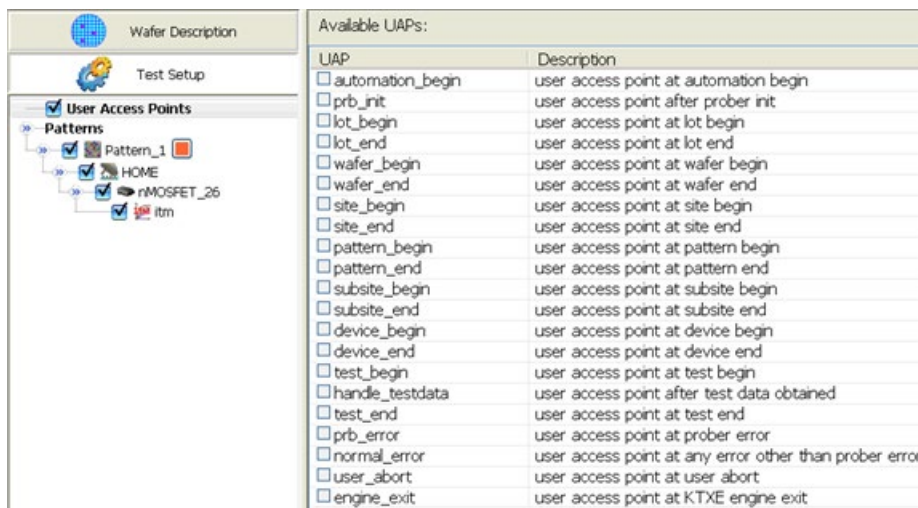 Wafer Description
Test Setup
User Access Points
Patterns
Pattern_1
HOME
nMOSFET_26
itm
Available UAPs:
UAP Description
automation_begin user access point at automation begin
prb_init user access point after prober init
lot_begin user access point at lot begin
lot_end user access point at lot end
wafer_begin user access point at wafer begin
wafer_end user access point at wafer end
site_begin user access point at site begin
site_end user access point at site end
pattern_begin user access point at pattern begin
pattern_end user access point at pattern end
subsite_begin user access point at subsite begin
subsite_end user access point at subsite end
device_begin user access point at device begin
device_end user access point at device end
test_begin user access point at test begin
handle_testdata user access point after test data obtained
test_end user access point at test end
prb_error user access point at prober error
normal_error user access point at any error other than prober error
user_abort user access point at user abort
engine_exit user access point at KTXE engine exit